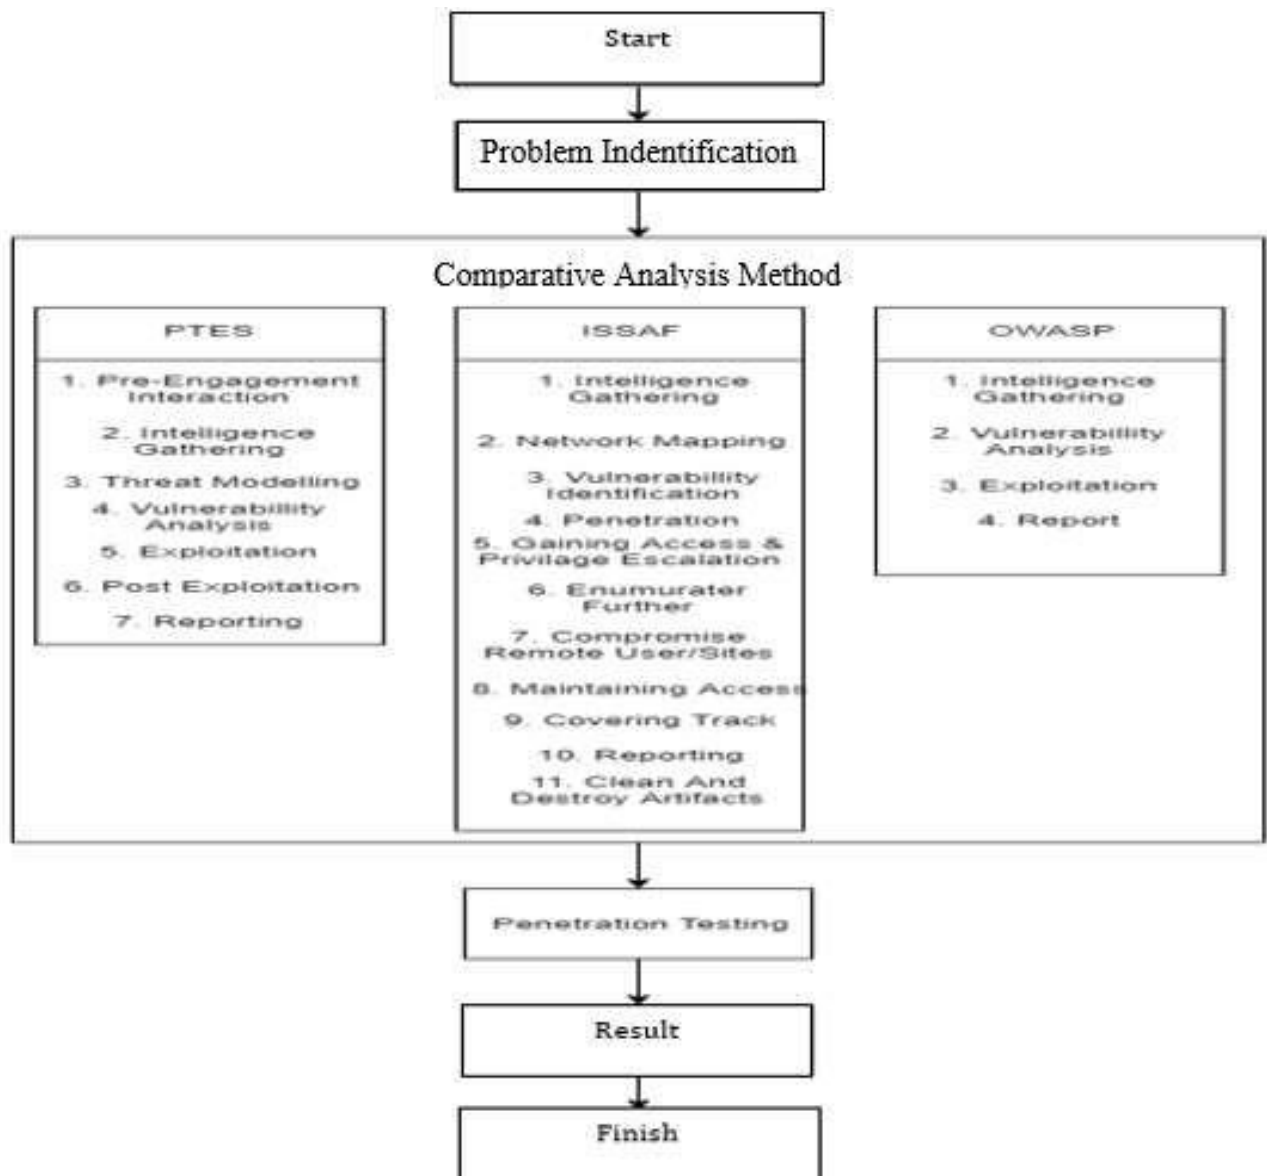 Start
Problem Indentification
Comparative Analysis Method
PTES
1. Pre-Engagement
Interaction
2. Intelligence
Gathering
3. Threat Modelling
4. Vulnerabillity
Analysis
5. Exploitation
6. Post Exploitation
7. Reporting
ISSAF
1. Intelligence
Gathering
2. Network Mapping
3. Vulnerabillity
Identification
4. Penetration
5. Gaining Access &
Privilage Escalation
6. Enumurater
Further
7. Compromise
Remote User/Sites
8. Maintaining Access
9. Covering Track
10. Reporting
11. Clean And
Destroy Artifacts
OWASP
1. Intelligence
Gathering
2. Vulnerabillity
Analysis
3. Exploitation
4. Report
Penetration Testing
Result
Finish